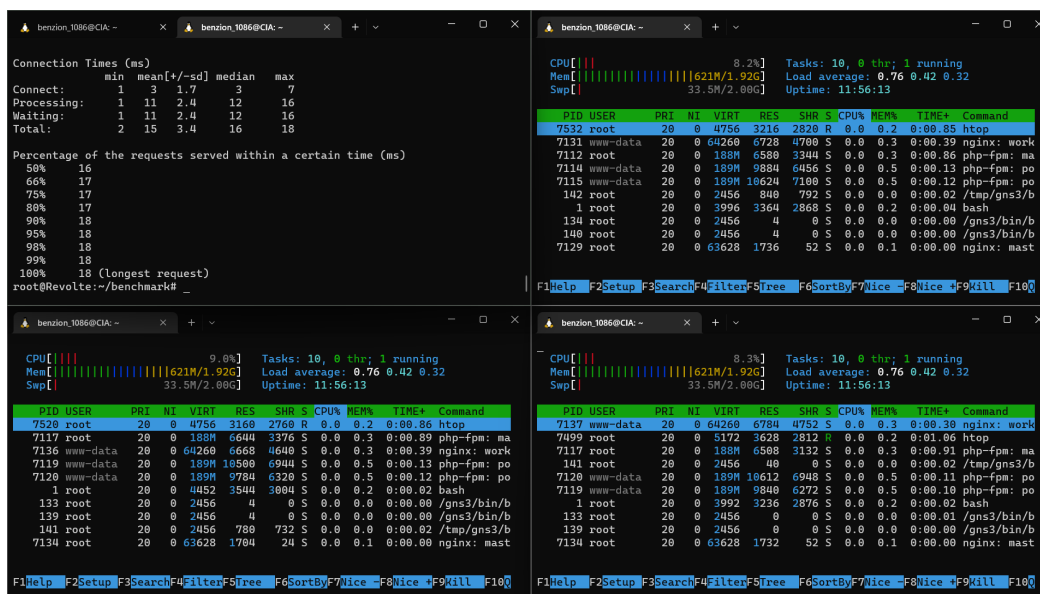 benzion_1086@CIA: ~ × benzion_1086@CIA: ~ × + − □ ×
Connection Times (ms)
min mean[+/-sd] median max
Connect: 1 3 1.7 3 7
Processing: 1 11 2.4 12 16
Waiting: 1 11 2.4 12 16
Total: 2 15 3.4 16 18
Percentage of the requests served within a certain time (ms)
50% 16
66% 17
75% 17
80% 17
90% 18
95% 18
98% 18
99% 18
100% 18 (longest request)
root@Revolte:~/benchmark# _
benzion_1086@CIA: ~ × + − □ ×
CPU[||| 8.2%] Tasks: 10, 0 thr; 1 running
Mem[||||||||||||||||||621M/1.92G] Load average: 0.76 0.42 0.32
Swp[| 33.5M/2.00G] Uptime: 11:56:13
PID USER PRI NI VIRT RES SHR S CPU% MEM% TIME+ Command
7532 root 20 0 4756 3216 2820 R 0.0 0.2 0:00.85 htop
7131 www-data 20 0 64260 6728 4700 S 0.0 0.3 0:00.39 nginx: work
7112 root 20 0 188M 6580 3344 S 0.0 0.3 0:00.86 php-fpm: ma
7114 www-data 20 0 189M 9884 6456 S 0.0 0.5 0:00.13 php-fpm: po
7115 www-data 20 0 189M 10624 7100 S 0.0 0.5 0:00.12 php-fpm: po
142 root 20 0 2456 840 792 S 0.0 0.0 0:00.02 /tmp/gns3/b
1 root 20 0 3996 3364 2868 S 0.0 0.2 0:00.04 bash
134 root 20 0 2456 4 0 S 0.0 0.0 0:00.00 /gns3/bin/b
140 root 20 0 2456 4 0 S 0.0 0.0 0:00.00 /gns3/bin/b
7129 root 20 0 63628 1736 52 S 0.0 0.1 0:00.00 nginx: mast
F1Help F2Setup F3SearchF4FilterF5Tree F6SortByF7Nice -F8Nice +F9Kill F10Q
benzion_1086@CIA: ~ × + − □ ×
CPU[|||| 9.0%] Tasks: 10, 0 thr; 1 running
Mem[||||||||||||||||||621M/1.92G] Load average: 0.76 0.42 0.32
Swp[| 33.5M/2.00G] Uptime: 11:56:13
PID USER PRI NI VIRT RES SHR S CPU% MEM% TIME+ Command
7520 root 20 0 4756 3160 2760 R 0.0 0.2 0:00.86 htop
7117 root 20 0 188M 6644 3376 S 0.0 0.3 0:00.89 php-fpm: ma
7136 www-data 20 0 64260 6668 4640 S 0.0 0.3 0:00.39 nginx: work
7119 www-data 20 0 189M 10500 6944 S 0.0 0.5 0:00.13 php-fpm: po
7120 www-data 20 0 189M 9784 6320 S 0.0 0.5 0:00.12 php-fpm: po
1 root 20 0 4452 3544 3004 S 0.0 0.2 0:00.02 bash
133 root 20 0 2456 4 0 S 0.0 0.0 0:00.00 /gns3/bin/b
139 root 20 0 2456 4 0 S 0.0 0.0 0:00.00 /gns3/bin/b
141 root 20 0 2456 780 732 S 0.0 0.0 0:00.02 /tmp/gns3/b
7134 root 20 0 63628 1704 24 S 0.0 0.1 0:00.00 nginx: mast
F1Help F2Setup F3SearchF4FilterF5Tree F6SortByF7Nice -F8Nice +F9Kill F10Q
benzion_1086@CIA: ~ × + − □ ×
CPU[||| 8.3%] Tasks: 10, 0 thr; 1 running
Mem[||||||||||||||||||621M/1.92G] Load average: 0.76 0.42 0.32
Swp[| 33.5M/2.00G] Uptime: 11:56:13
PID USER PRI NI VIRT RES SHR S CPU% MEM% TIME+ Command
7137 www-data 20 0 64260 6784 4752 S 0.0 0.3 0:00.30 nginx: work
7499 root 20 0 5172 3628 2812 R 0.0 0.2 0:01.06 htop
7117 root 20 0 188M 6508 3132 S 0.0 0.3 0:00.91 php-fpm: ma
141 root 20 0 2456 40 0 S 0.0 0.0 0:00.02 /tmp/gns3/b
7120 www-data 20 0 189M 10612 6948 S 0.0 0.5 0:00.11 php-fpm: po
7119 www-data 20 0 189M 9840 6272 S 0.0 0.5 0:00.10 php-fpm: po
1 root 20 0 3992 3236 2876 S 0.0 0.2 0:00.02 bash
133 root 20 0 2456 0 0 S 0.0 0.0 0:00.01 /gns3/bin/b
139 root 20 0 2456 4 0 S 0.0 0.0 0:00.00 /gns3/bin/b
7134 root 20 0 63628 1732 52 S 0.0 0.1 0:00.00 nginx: mast
F1Help F2Setup F3SearchF4FilterF5Tree F6SortByF7Nice -F8Nice +F9Kill F10Q